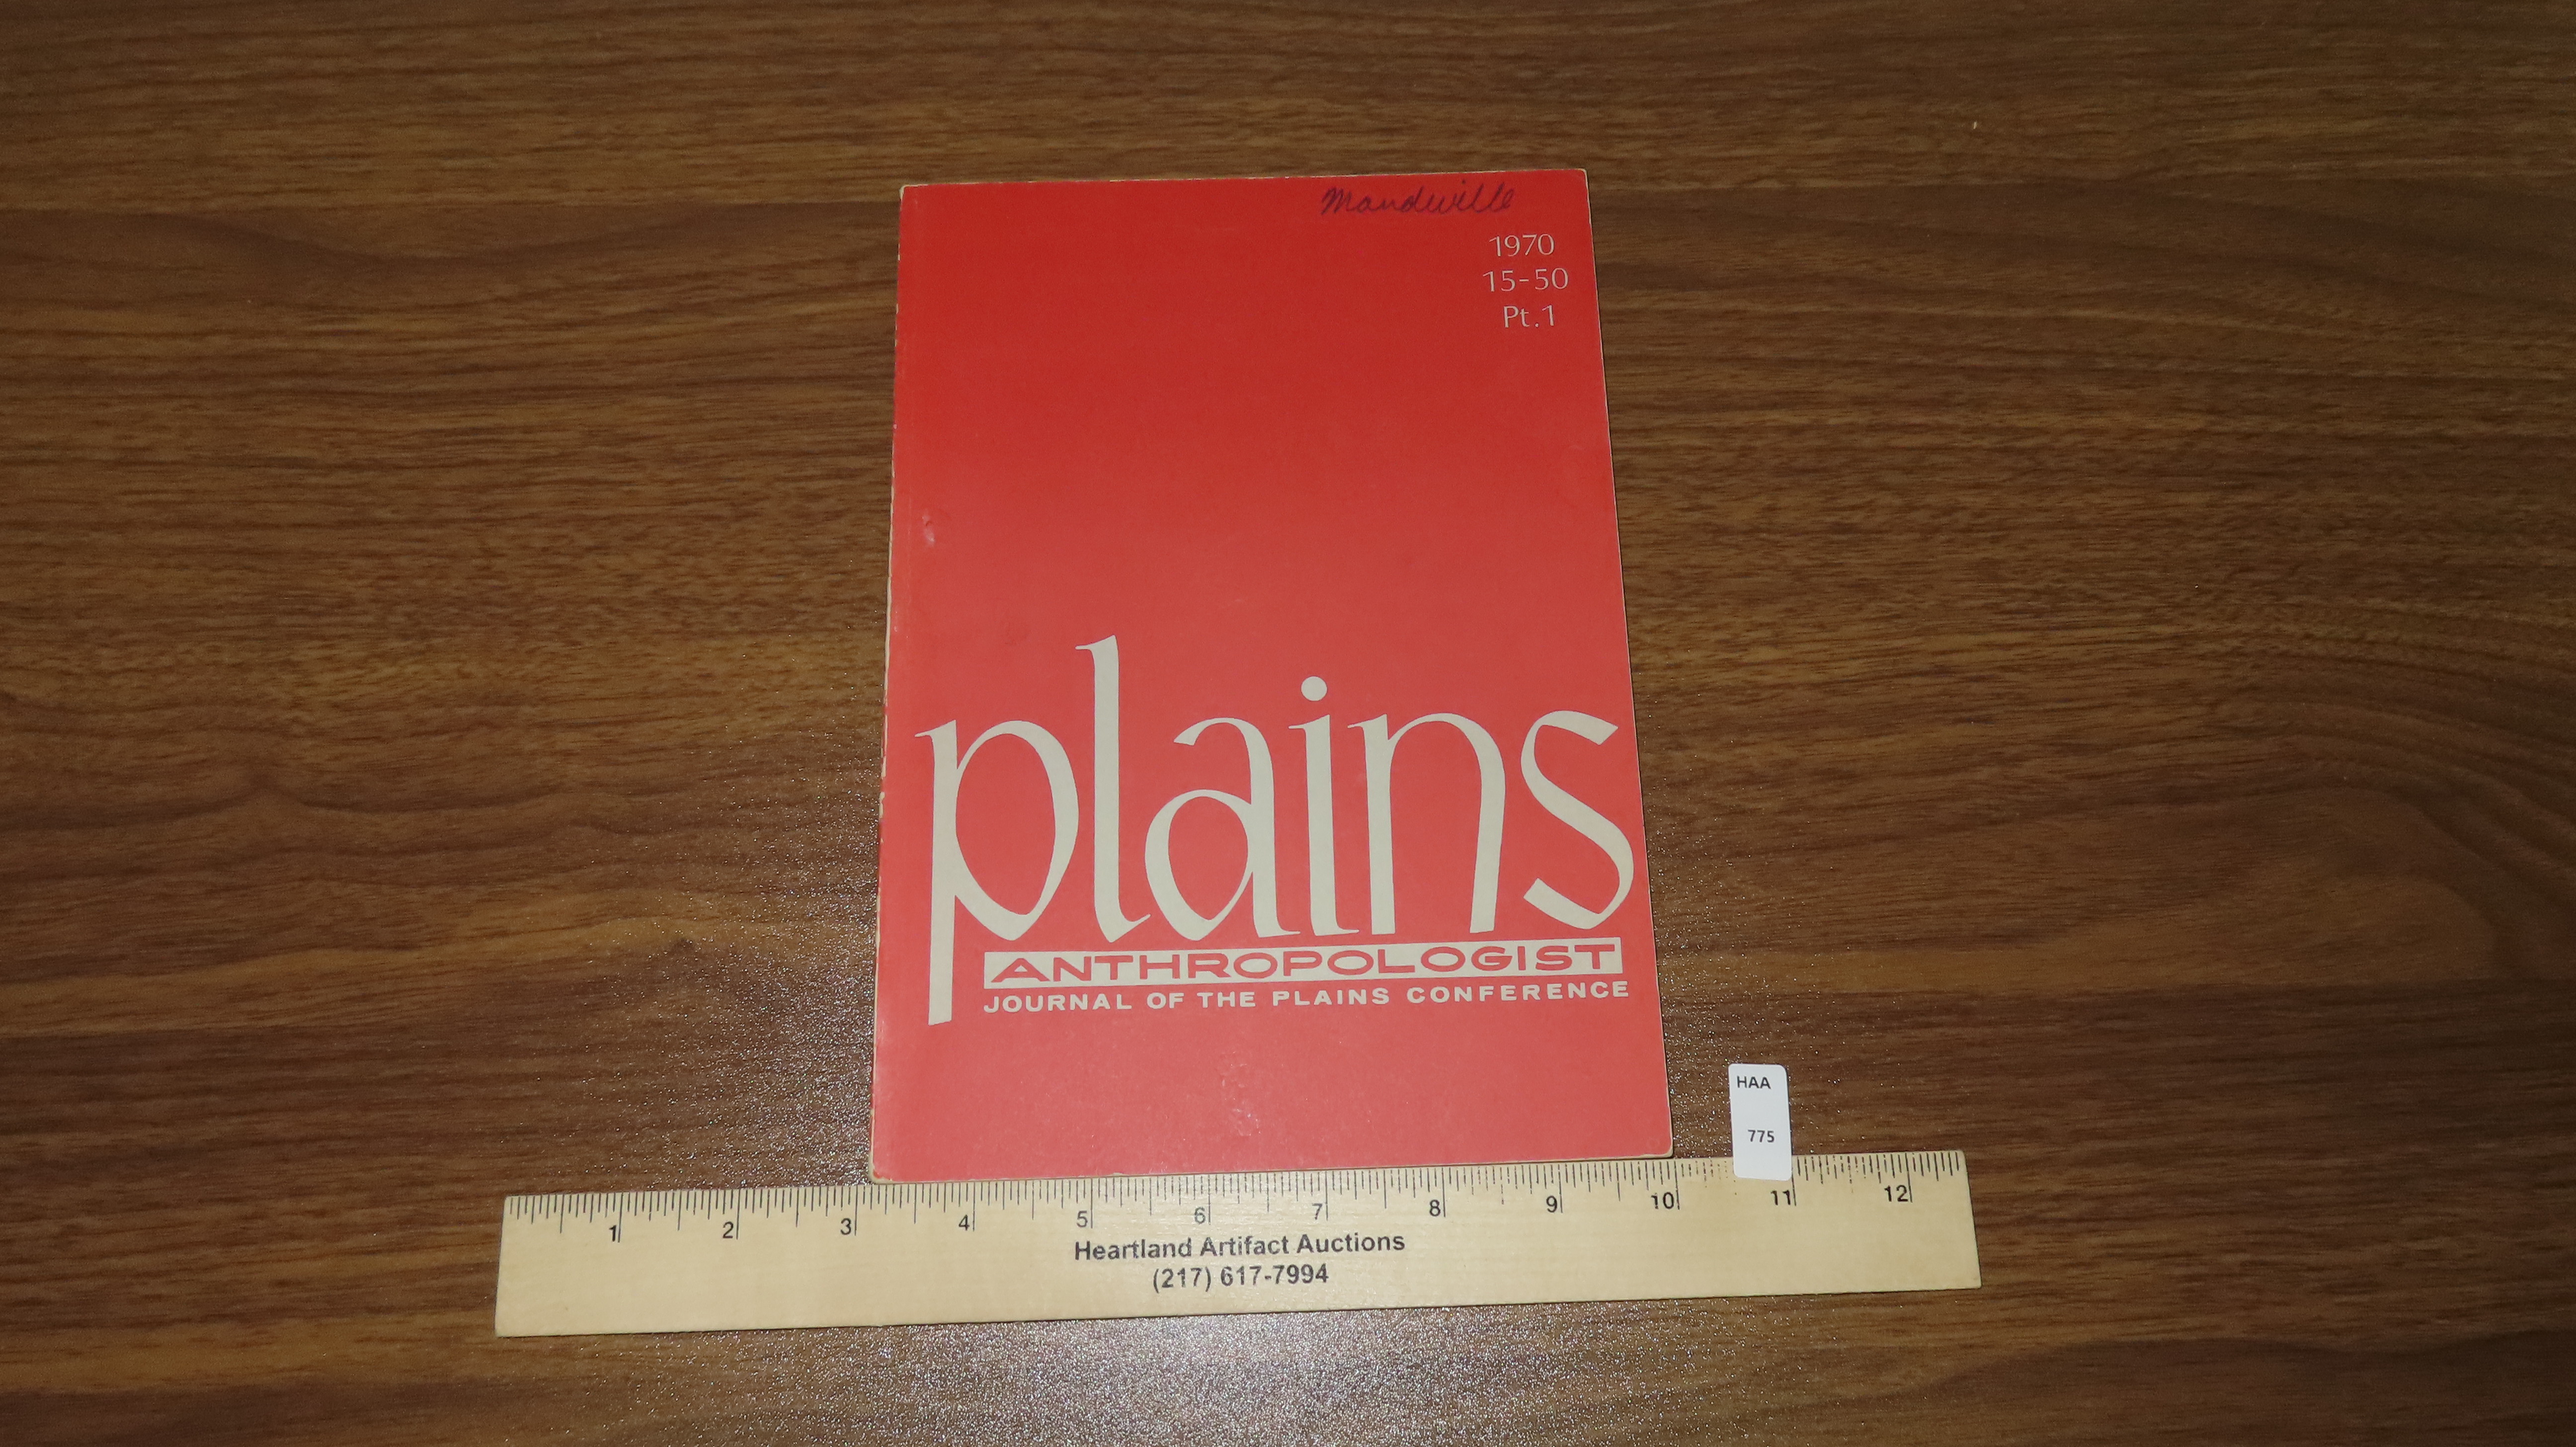 Mandeville
1970
15-50
Pt.1
plains
ANTHROPOLOGIST
JOURNAL OF THE PLAINS CONFERENCE
HAA
775
1 2 3 4 5 6 7 8 9 10 11 12
Heartland Artifact Auctions
(217) 617-7994